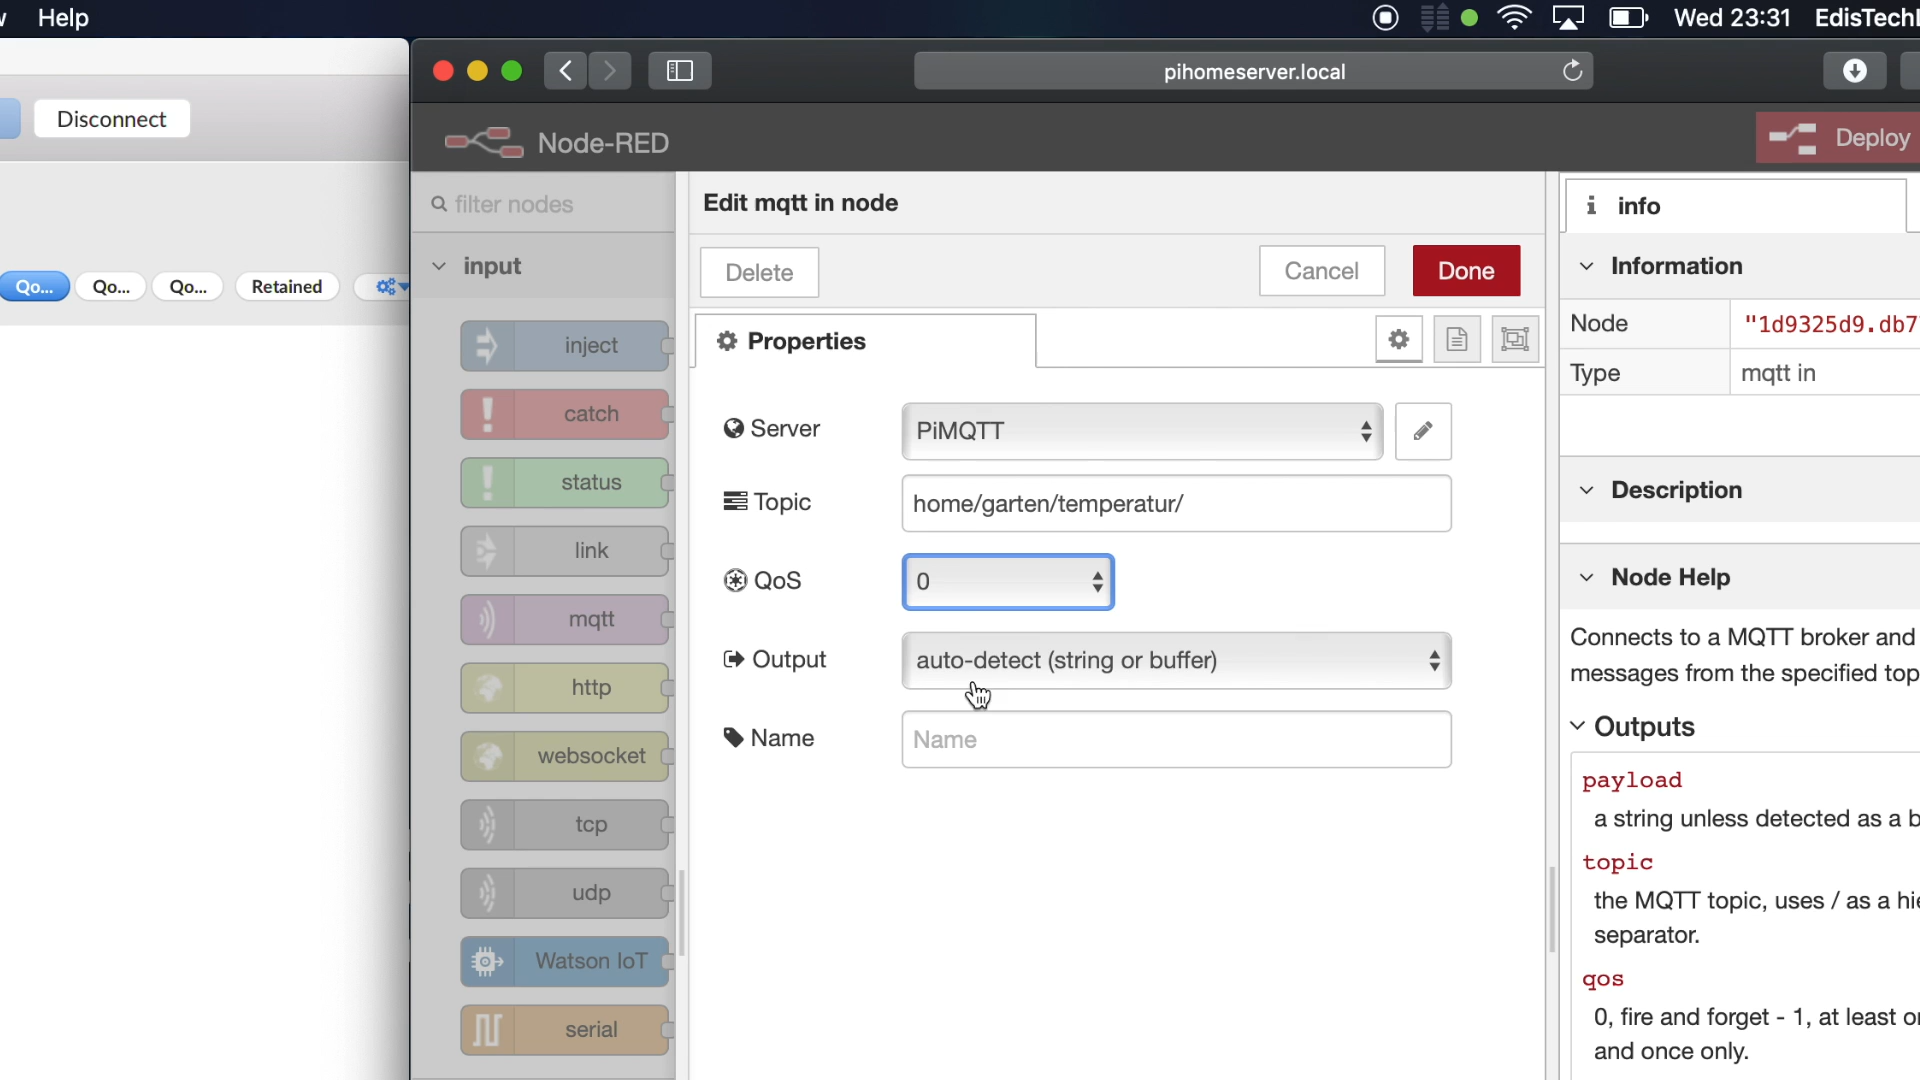 Help
Wed 23:31
EdisTechl
Disconnect
pihomeserver.local
Node-RED
Deploy
Qo...
Qo...
Qo...
Retained
filter nodes
input
inject
catch
status
link
mqtt
http
websocket
tcp
udp
Watson IoT
serial
Edit mqtt in node
Delete
Cancel
Done
Properties
Server
PiMQTT
Topic
home/garten/temperatur/
QoS
0
Output
auto-detect (string or buffer)
Name
Name
i info
Information
Node
"1d9325d9.db7
Type
mqtt in
Description
Node Help
Connects to a MQTT broker and
messages from the specified top
Outputs
payload
a string unless detected as a b
topic
the MQTT topic, uses / as a hie
separator.
qos
0, fire and forget - 1, at least o
and once only.